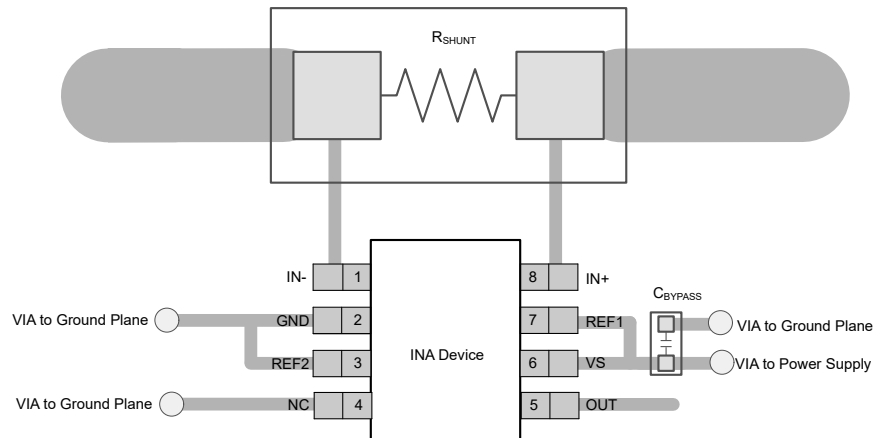 RSHUNT
IN- 1 8 IN+
CBYPASS
VIA to Ground Plane GND 2 7 REF1 VIA to Ground Plane
INA Device
REF2 3 6 VS VIA to Power Supply
VIA to Ground Plane NC 4 5 OUT